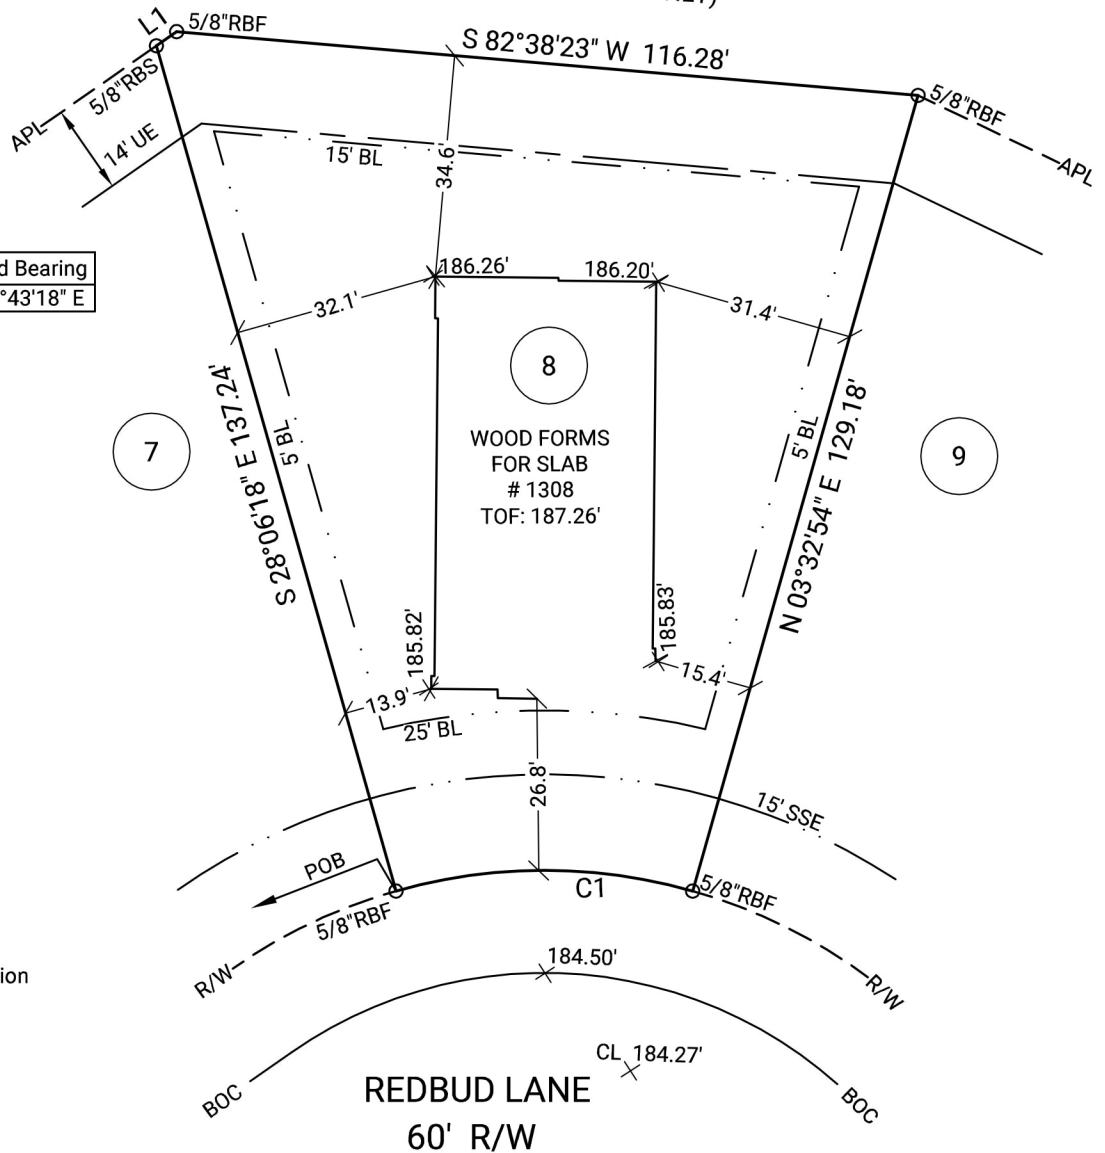 L1
5/8"RBF
S 82°38'23" W 116.28'
5/8"RBF
5/8"RBS
APL
14' UE
15' BL
34.6'
APL
d Bearing
°43'18" E
186.26'
186.20'
32.1'
31.4'
8
7
9
S 28°06'18" E 137.24'
5' BL
WOOD FORMS
FOR SLAB
# 1308
TOF: 187.26'
5' BL
N 03°32'54" E 129.18'
185.82'
185.83'
13.9'
15.4'
25' BL
26.8'
15' SSE
POB
C1
5/8"RBF
5/8"RBF
ion
R/W
R/W
184.50'
CL 184.27'
BOC
BOC
REDBUD LANE
60' R/W